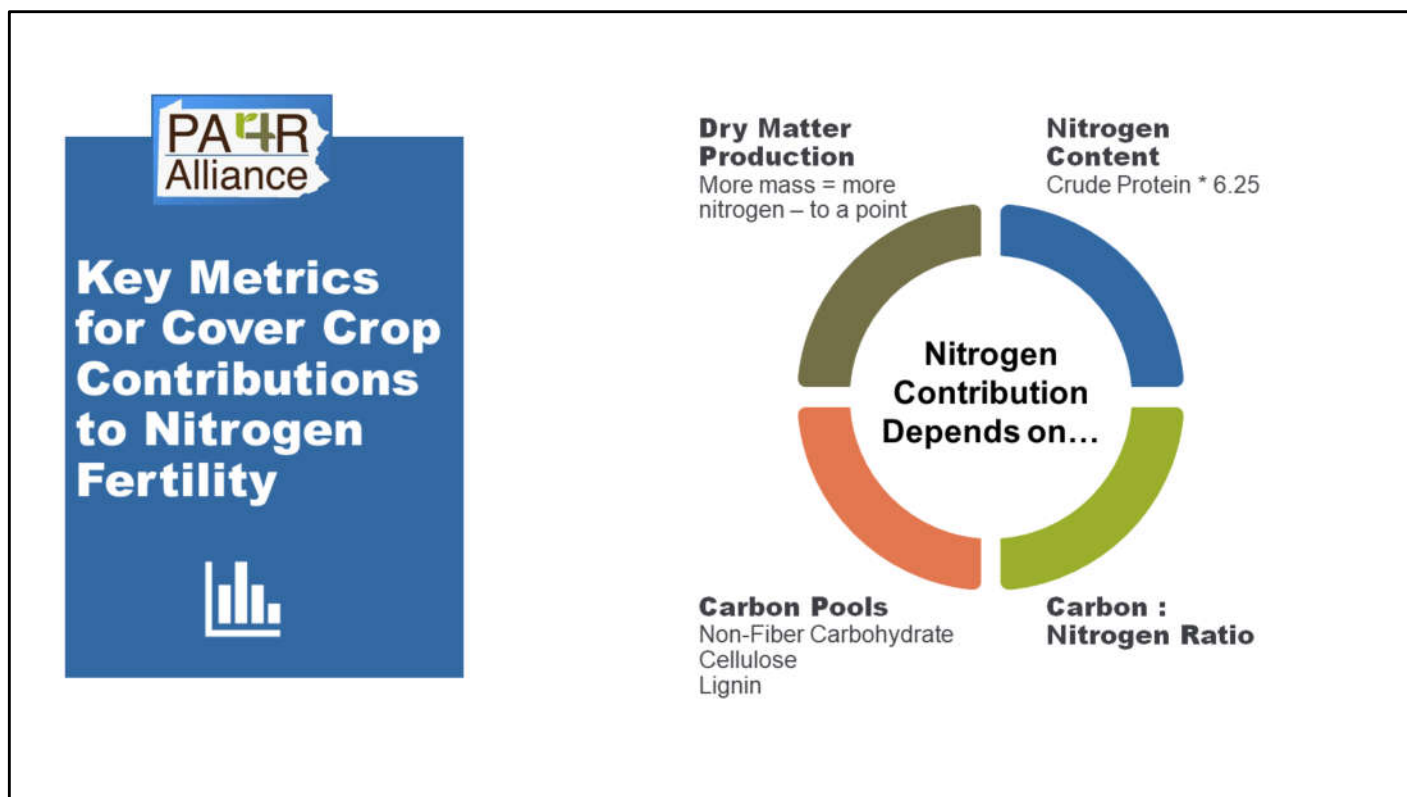 PA4R
Alliance
Key Metrics
for Cover Crop
Contributions
to Nitrogen
Fertility
Dry Matter
Production
More mass = more
nitrogen – to a point
Nitrogen
Content
Crude Protein * 6.25
Nitrogen
Contribution
Depends on…
Carbon Pools
Non-Fiber Carbohydrate
Cellulose
Lignin
Carbon :
Nitrogen Ratio